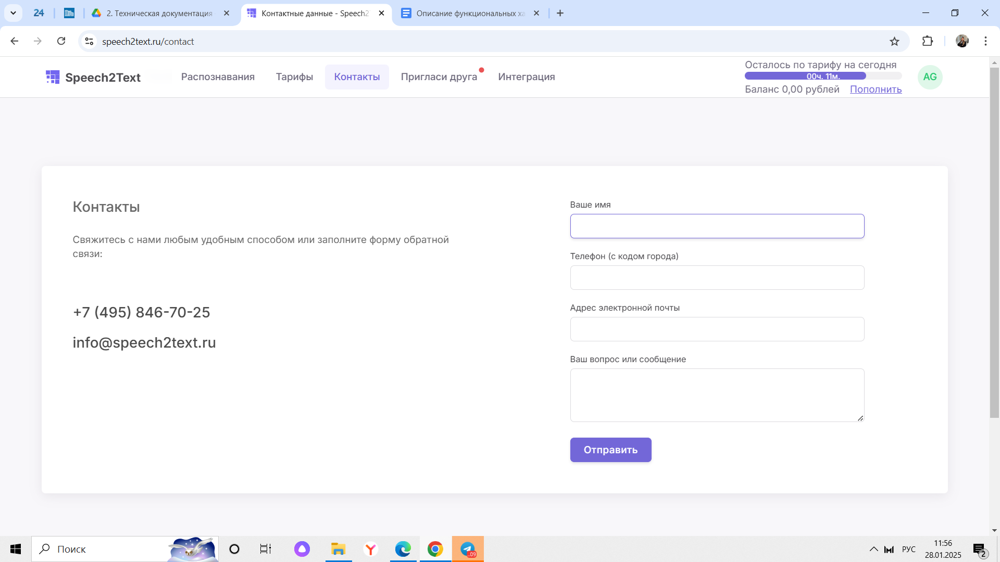 24
2. Техническая документация
Контактные данные - Speech2
Описание функциональных ха
speech2text.ru/contact
Speech2Text
Распознавания
Тарифы
Контакты
Пригласи друга
Интеграция
Осталось по тарифу на сегодня
00ч. 11м.
Баланс 0,00 рублей Пополнить
AG
Контакты
Свяжитесь с нами любым удобным способом или заполните форму обратной
связи:
+7 (495) 846-70-25
info@speech2text.ru
Ваше имя
Телефон (с кодом города)
Адрес электронной почты
Ваш вопрос или сообщение
Отправить
Поиск
..09
РУС
11:56
28.01.2025
2